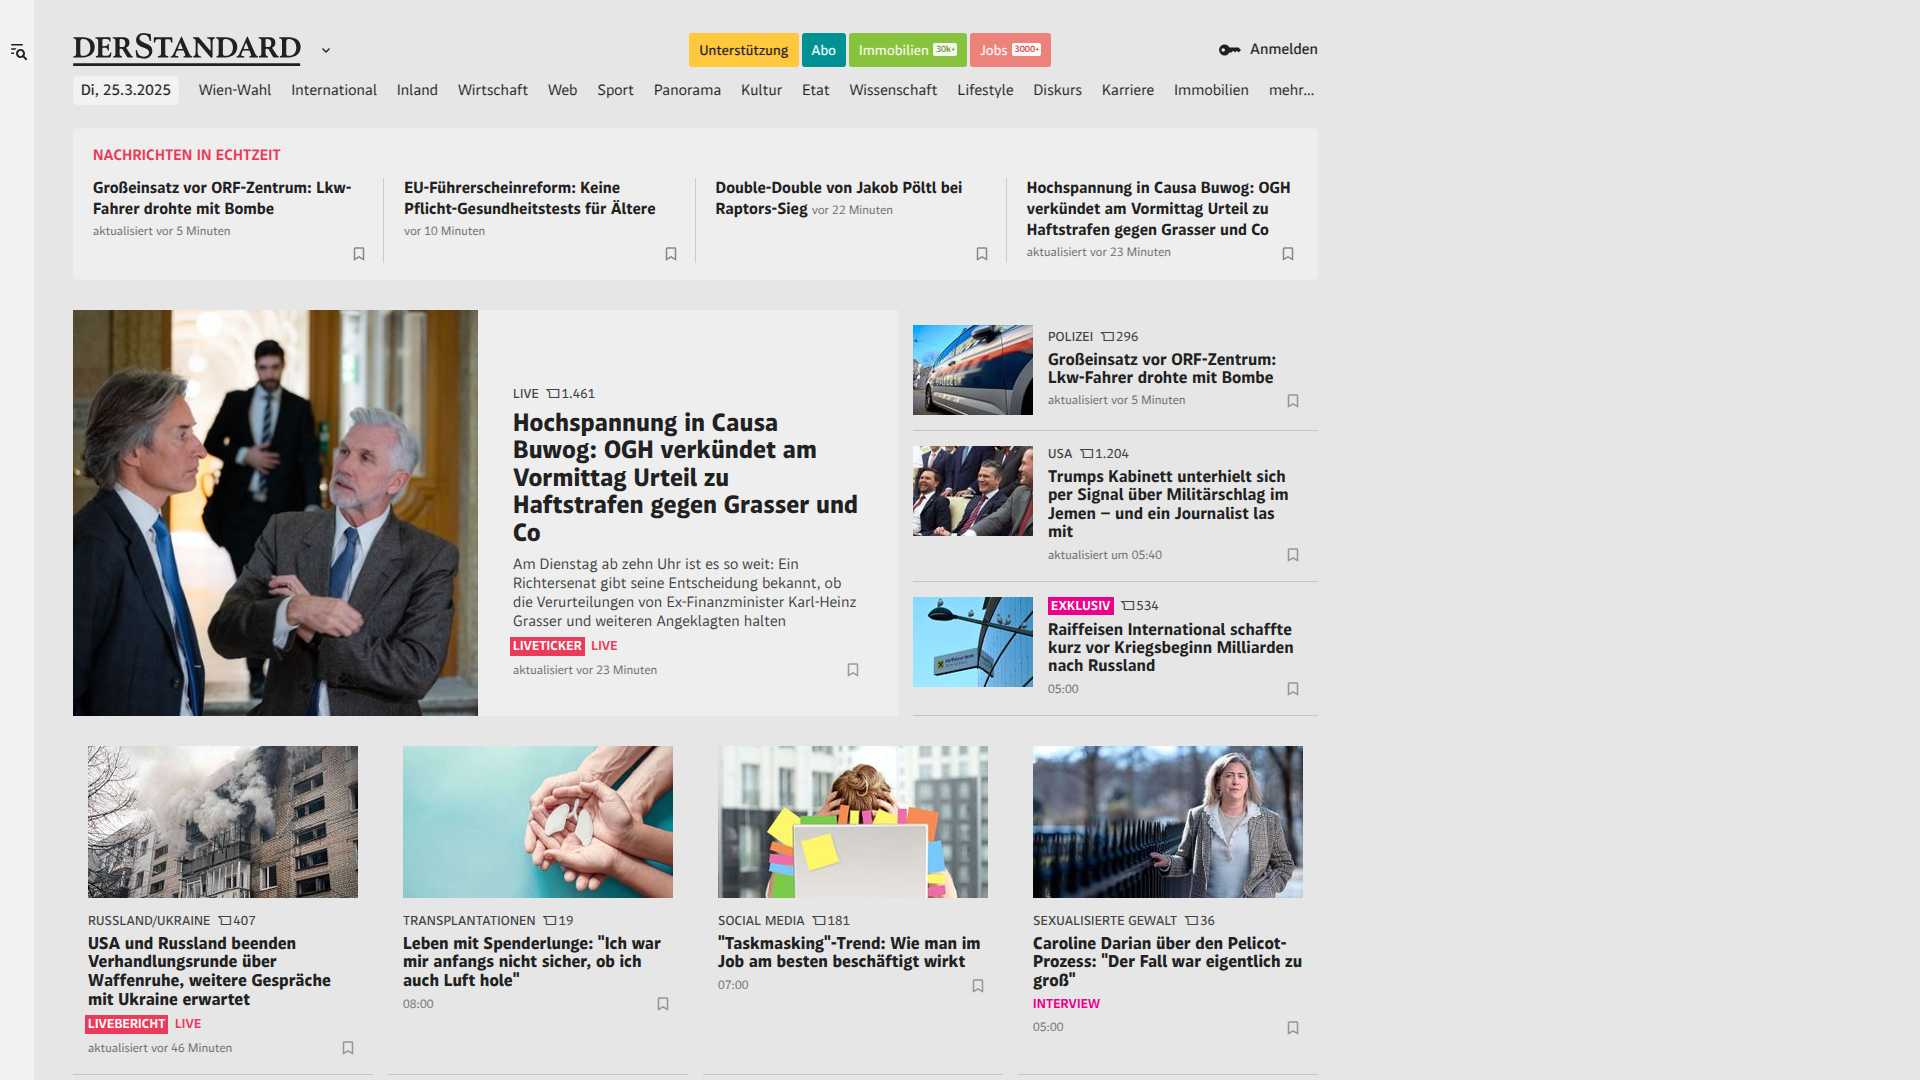 DERSTANDARD
Unterstützung
Abo
Immobilien 30k+
Jobs 3000+
Anmelden
Di, 25.3.2025
Wien-Wahl
International
Inland
Wirtschaft
Web
Sport
Panorama
Kultur
Etat
Wissenschaft
Lifestyle
Diskurs
Karriere
Immobilien
mehr...
NACHRICHTEN IN ECHTZEIT
Großeinsatz vor ORF-Zentrum: Lkw-
Fahrer drohte mit Bombe
aktualisiert vor 5 Minuten
EU-Führerscheinreform: Keine
Pflicht-Gesundheitstests für Ältere
vor 10 Minuten
Double-Double von Jakob Pöltl bei
Raptors-Sieg vor 22 Minuten
Hochspannung in Causa Buwog: OGH
verkündet am Vormittag Urteil zu
Haftstrafen gegen Grasser und Co
aktualisiert vor 23 Minuten
LIVE 1.461
Hochspannung in Causa
Buwog: OGH verkündet am
Vormittag Urteil zu
Haftstrafen gegen Grasser und
Co
Am Dienstag ab zehn Uhr ist es so weit: Ein
Richtersenat gibt seine Entscheidung bekannt, ob
die Verurteilungen von Ex-Finanzminister Karl-Heinz
Grasser und weiteren Angeklagten halten
LIVETICKER LIVE
aktualisiert vor 23 Minuten
POLIZEI 296
Großeinsatz vor ORF-Zentrum:
Lkw-Fahrer drohte mit Bombe
aktualisiert vor 5 Minuten
USA 1.204
Trumps Kabinett unterhielt sich
per Signal über Militärschlag im
Jemen – und ein Journalist las
mit
aktualisiert um 05:40
EXKLUSIV 534
Raiffeisen International schaffte
kurz vor Kriegsbeginn Milliarden
nach Russland
05:00
RUSSLAND/UKRAINE 407
USA und Russland beenden
Verhandlungsrunde über
Waffenruhe, weitere Gespräche
mit Ukraine erwartet
LIVEBERICHT LIVE
aktualisiert vor 46 Minuten
TRANSPLANTATIONEN 19
Leben mit Spenderlunge: "Ich war
mir anfangs nicht sicher, ob ich
auch Luft hole"
08:00
SOCIAL MEDIA 181
"Taskmasking"-Trend: Wie man im
Job am besten beschäftigt wirkt
07:00
SEXUALISIERTE GEWALT 36
Caroline Darian über den Pelicot-
Prozess: "Der Fall war eigentlich zu
groß"
INTERVIEW
05:00